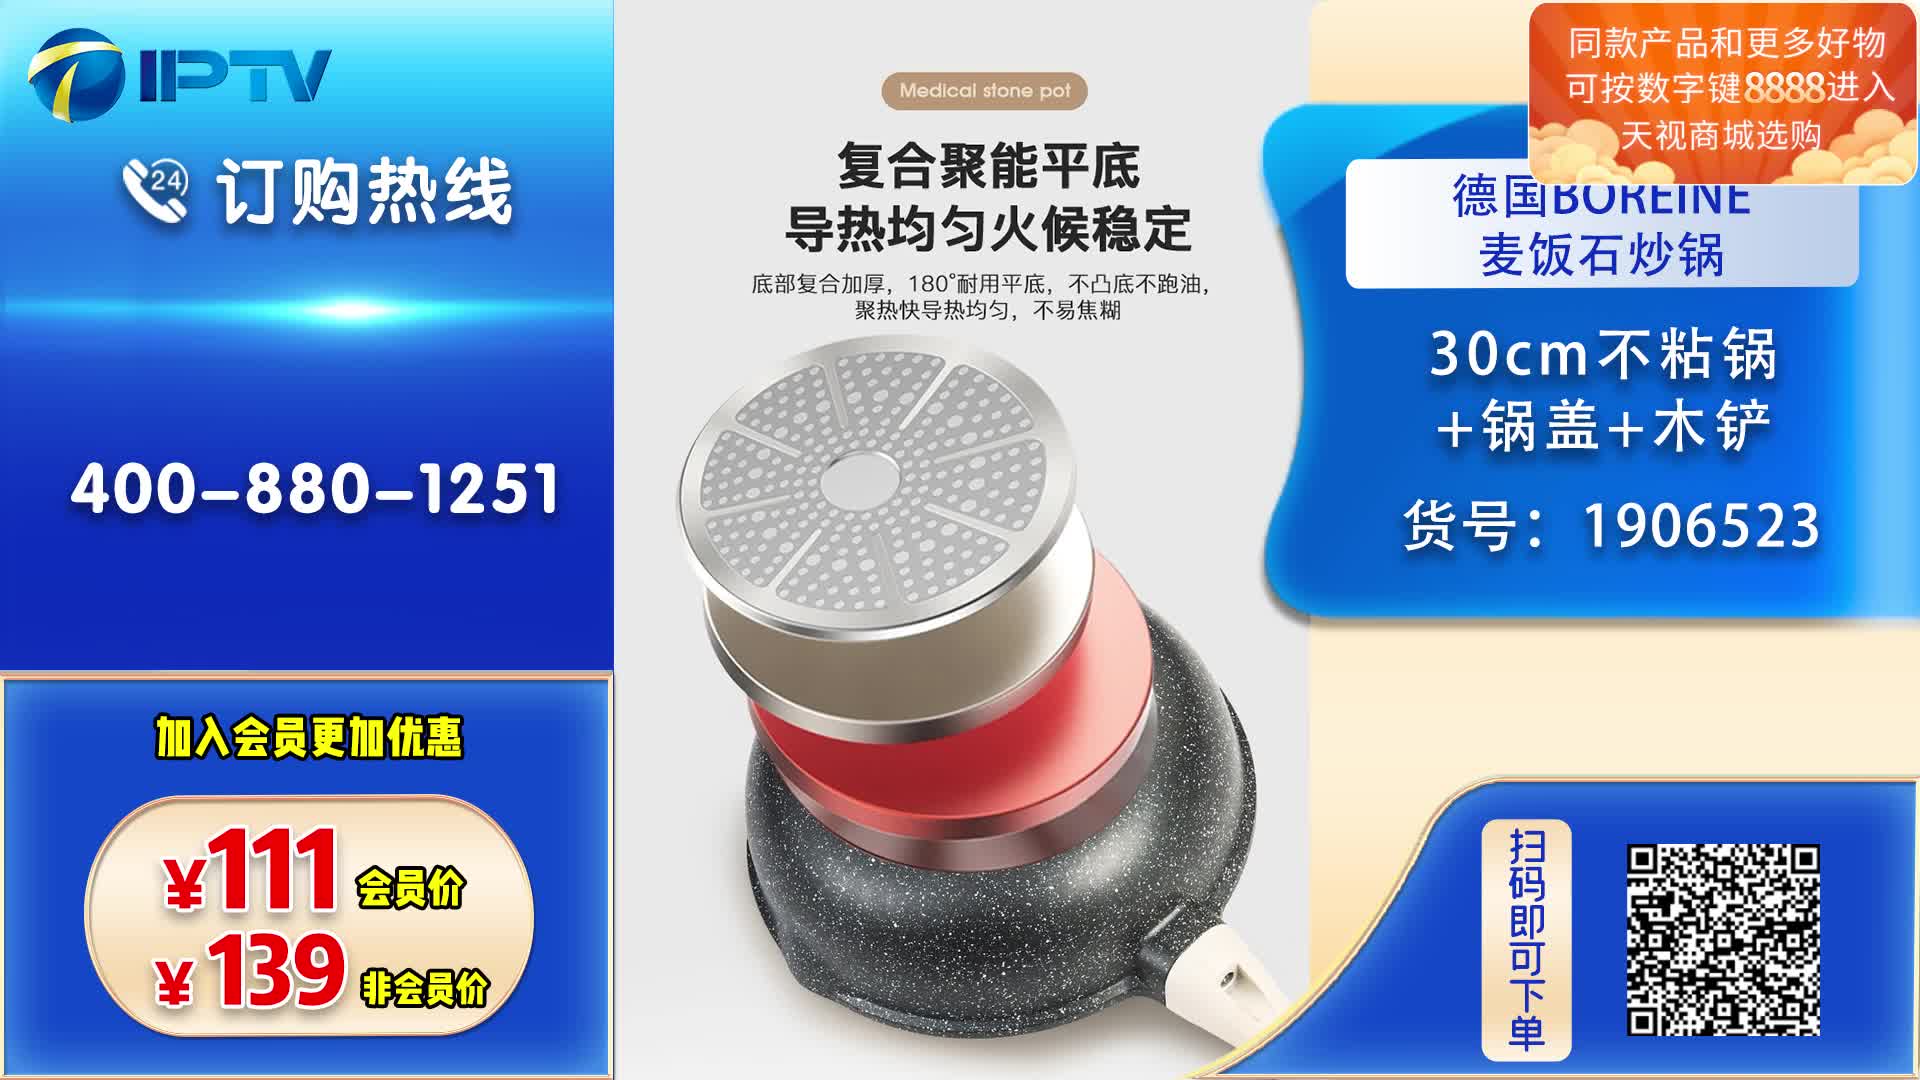 IPTV
24
订购热线
400-880-1251
加入会员更加优惠
¥111 会员价
¥139 非会员价
Medical stone pot
复合聚能平底
导热均匀火候稳定
底部复合加厚，180°耐用平底，不凸底不跑油，
聚热快导热均匀，不易焦糊
同款产品和更多好物
可按数字键8888进入
天视商城选购
德国BOREINE
麦饭石炒锅
30cm不粘锅
+锅盖+木铲
货号：1906523
扫码即可下单